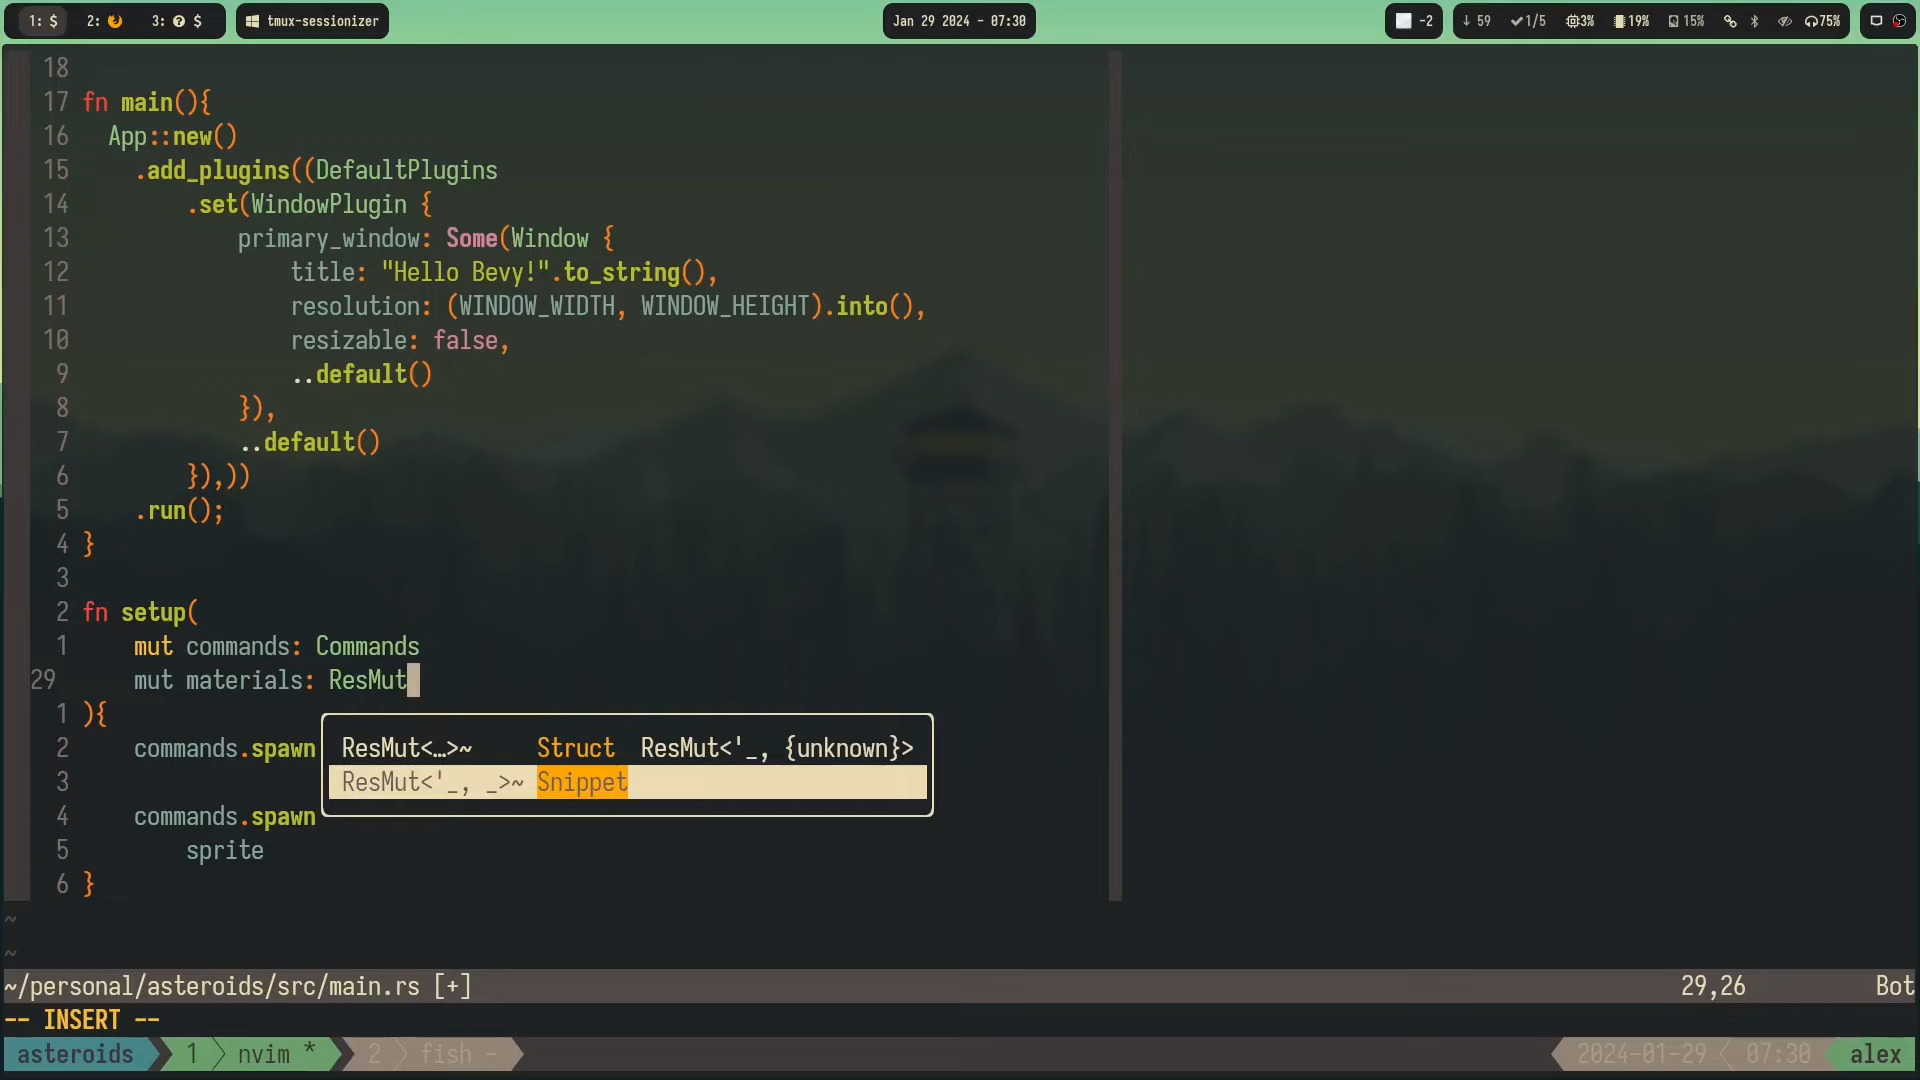 1: $ 2: 3: $ tmux-sessionizer Jan 29 2024 - 07:30 -2 ↓ 59 ✓1/5 3% 19% 15% 75%
18
17 fn main(){
16   App::new()
15     .add_plugins((DefaultPlugins
14         .set(WindowPlugin {
13             primary_window: Some(Window {
12                 title: "Hello Bevy!".to_string(),
11                 resolution: (WINDOW_WIDTH, WINDOW_HEIGHT).into(),
10                 resizable: false,
9                 ..default()
8             }),
7             ..default()
6         }),))
5     .run();
4 }
3
2 fn setup(
1     mut commands: Commands
29     mut materials: ResMut
1 ){
2     commands.spawn ResMut<…>~ Struct ResMut<'_, {unknown}>
3 ResMut<'_, _>~ Snippet
4     commands.spawn
5         sprite
6 }
~
~
~/personal/asteroids/src/main.rs [+] 29,26 Bot
-- INSERT --
asteroids 1 nvim * 2 fish - 2024-01-29 07:30 alex